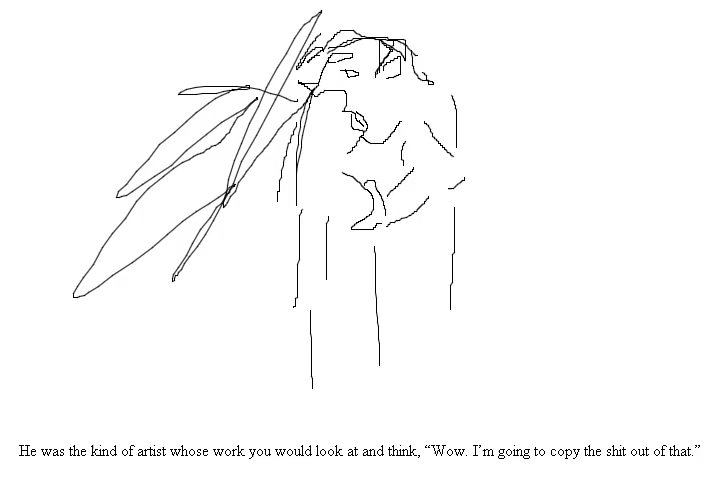 He was the kind of artist whose work you would look at and think, “Wow. I’m going to copy the shit out of that.”